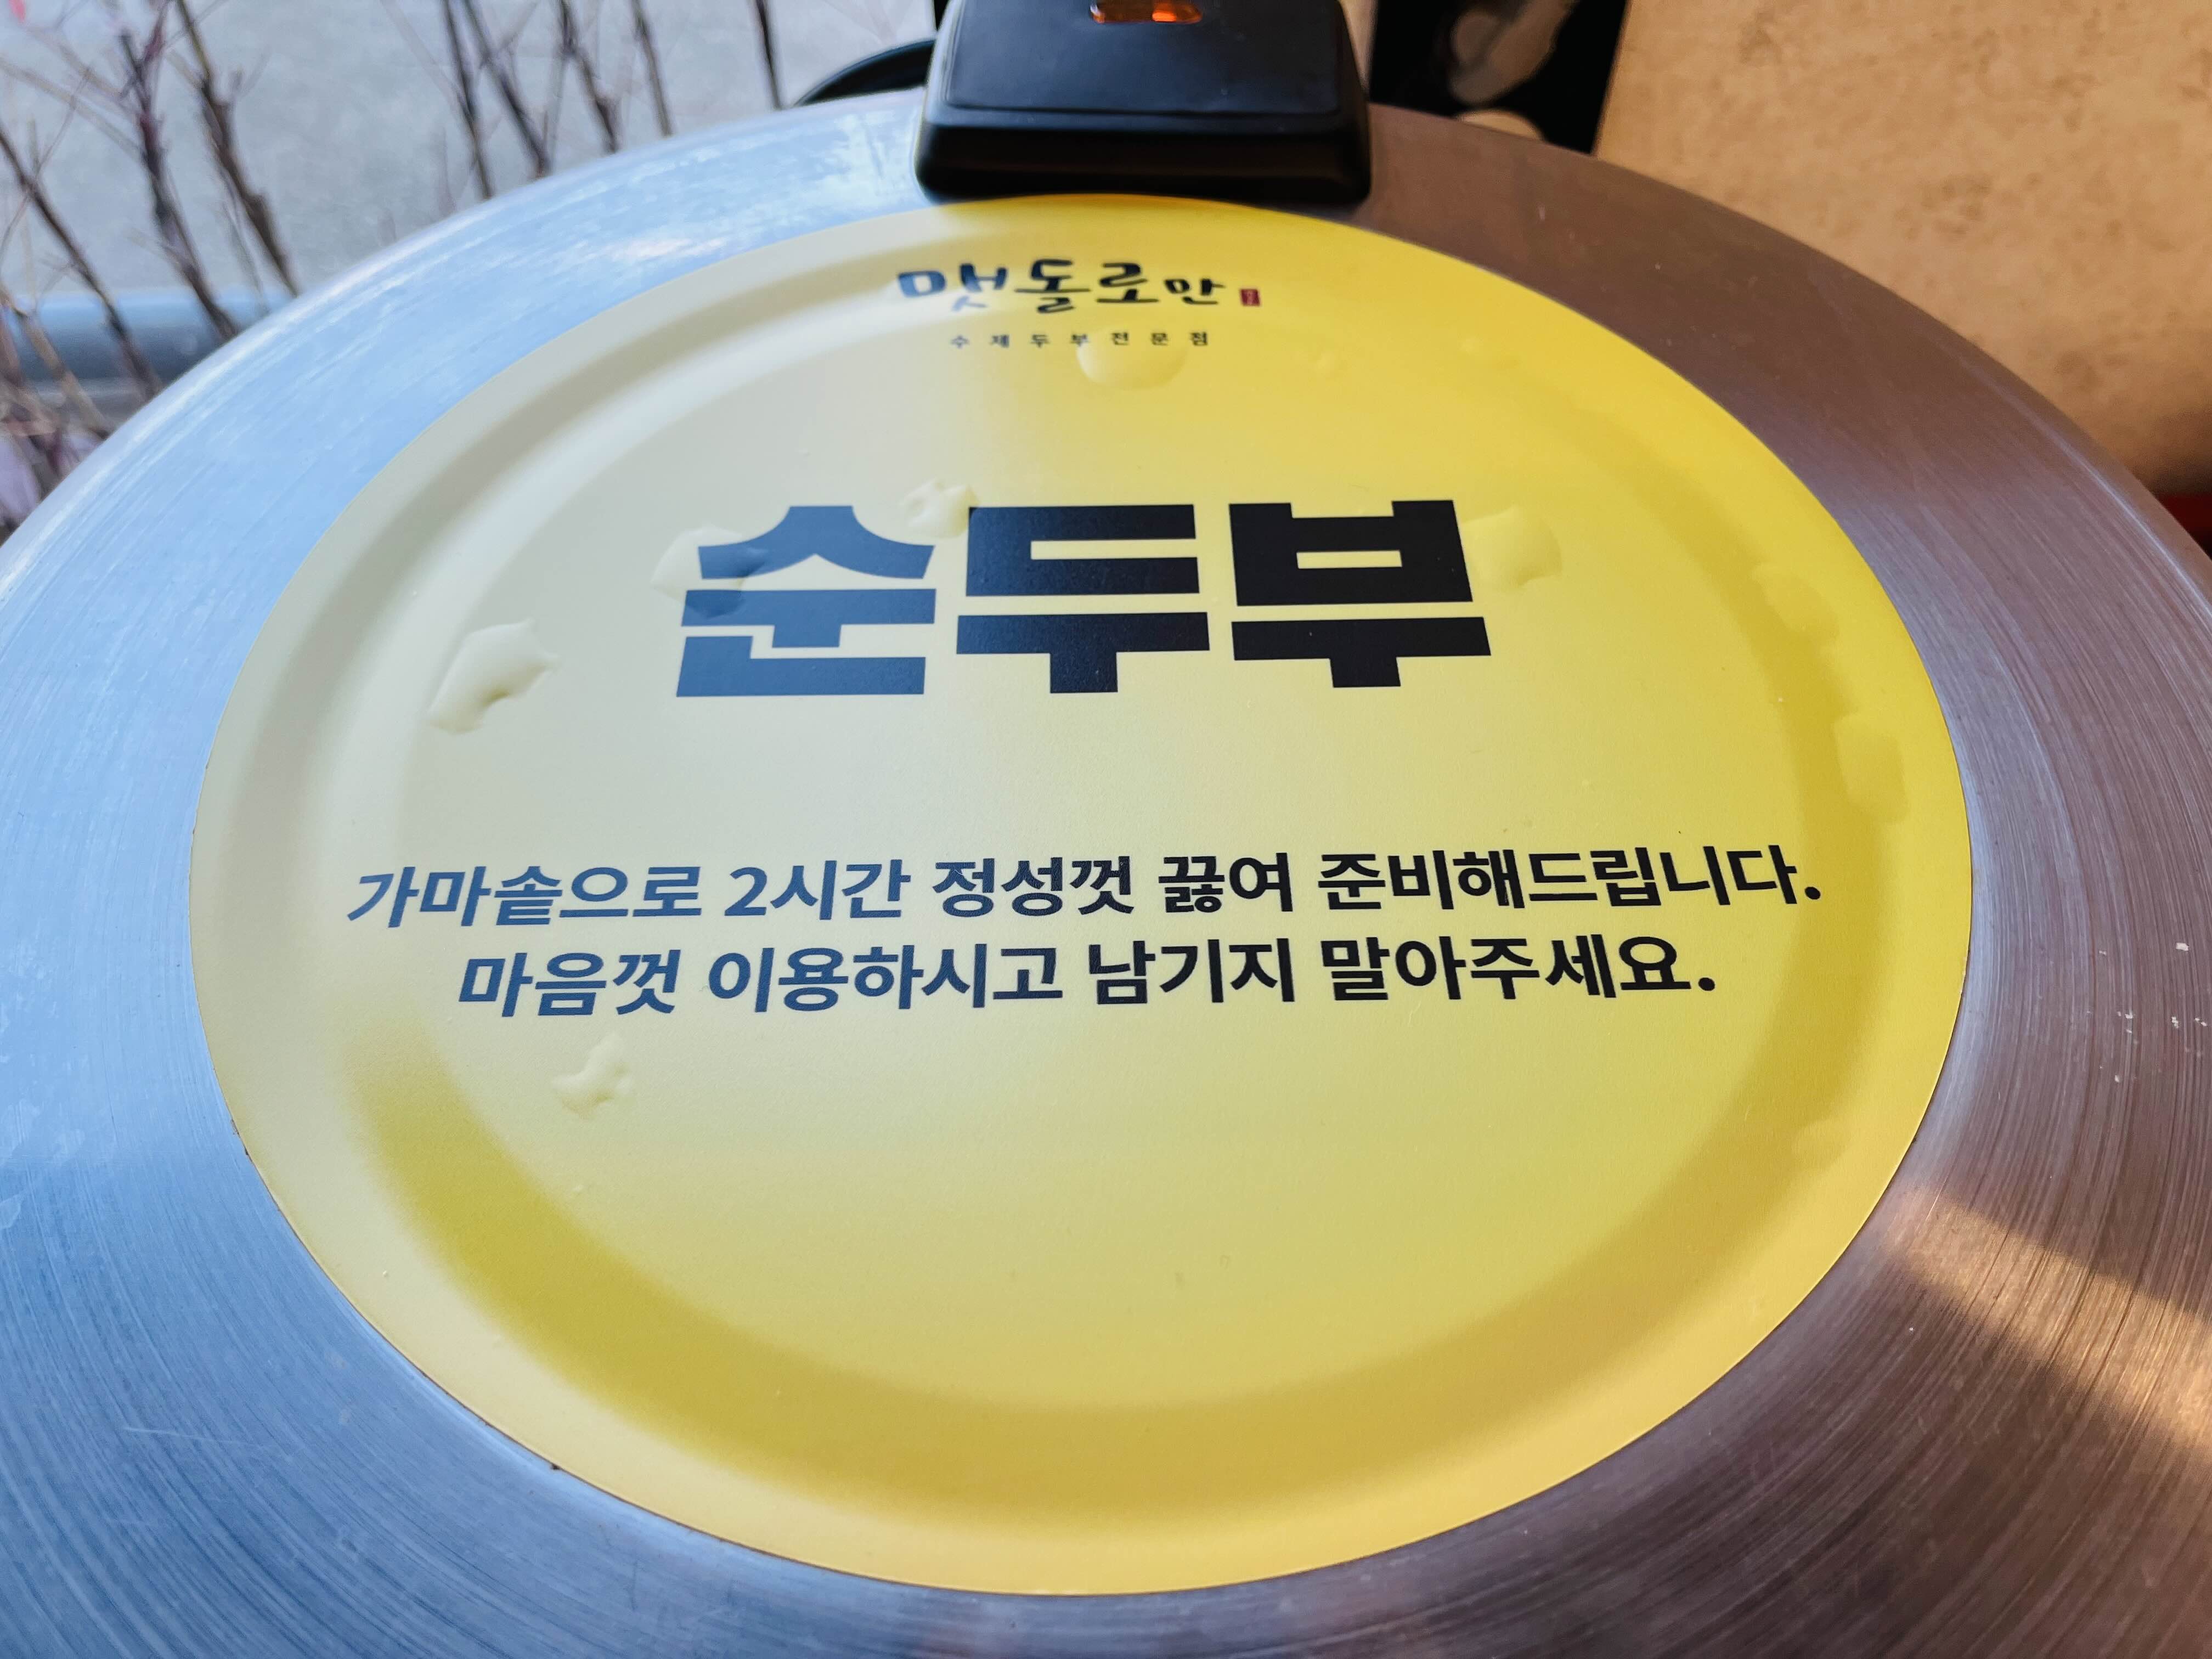 맷돌로만
수제두부전문점
순두부
가마솥으로 2시간 정성껏 끓여 준비해드립니다.
마음껏 이용하시고 남기지 말아주세요.